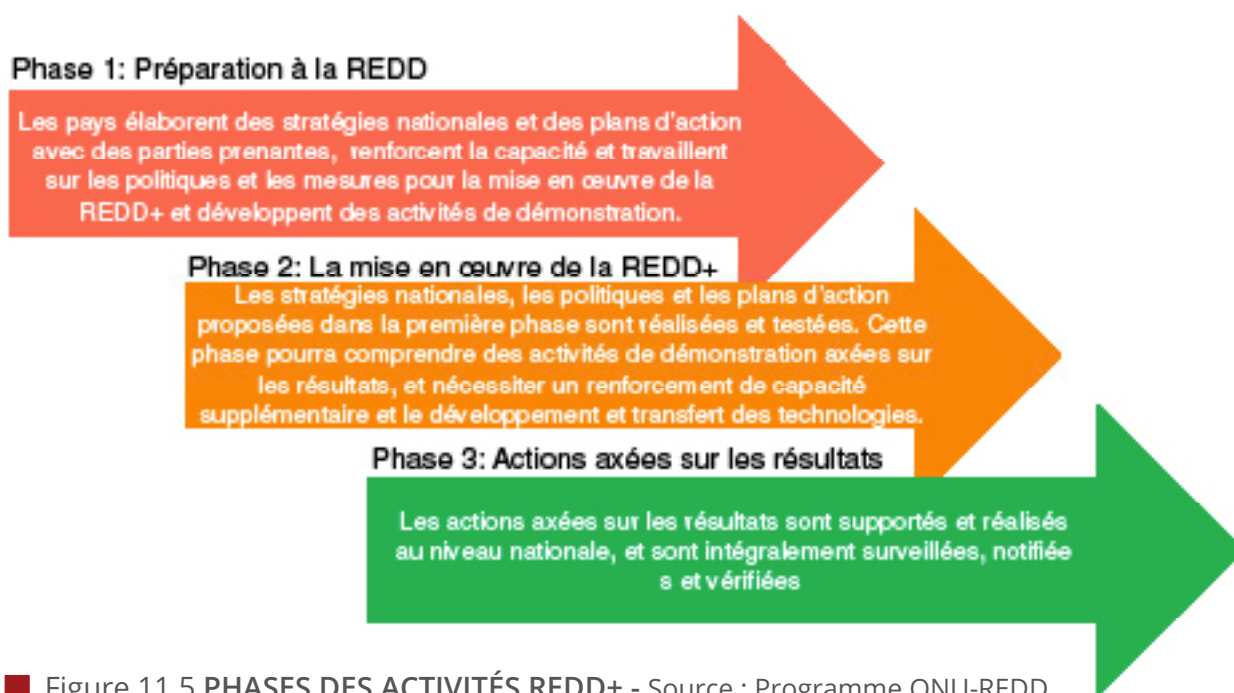 Phase 1: Préparation à la REDD
Les pays élaborent des stratégies nationales et des plans d'action
avec des parties prenantes, renforcent la capacité et travaillent
sur les politiques et les mesures pour la mise en œuvre de la
REDD+ et développent des activités de démonstration.
Phase 2: La mise en œuvre de la REDD+
Les stratégies nationales, les politiques et les plans d'action
proposées dans la première phase sont réalisées et testées. Cette
phase pourra comprendre des activités de démonstration axées sur
les résultats, et nécessiter un renforcement de capacité
supplémentaire et le développement et transfert des technologies.
Phase 3: Actions axées sur les résultats
Les actions axées sur les résultats sont supportés et réalisés
au niveau nationale, et sont intégralement surveillées, notifiée
s et vérifiées
Figure 11.5 PHASES DES ACTIVITÉS REDD+ - Source : Programme ONU-REDD